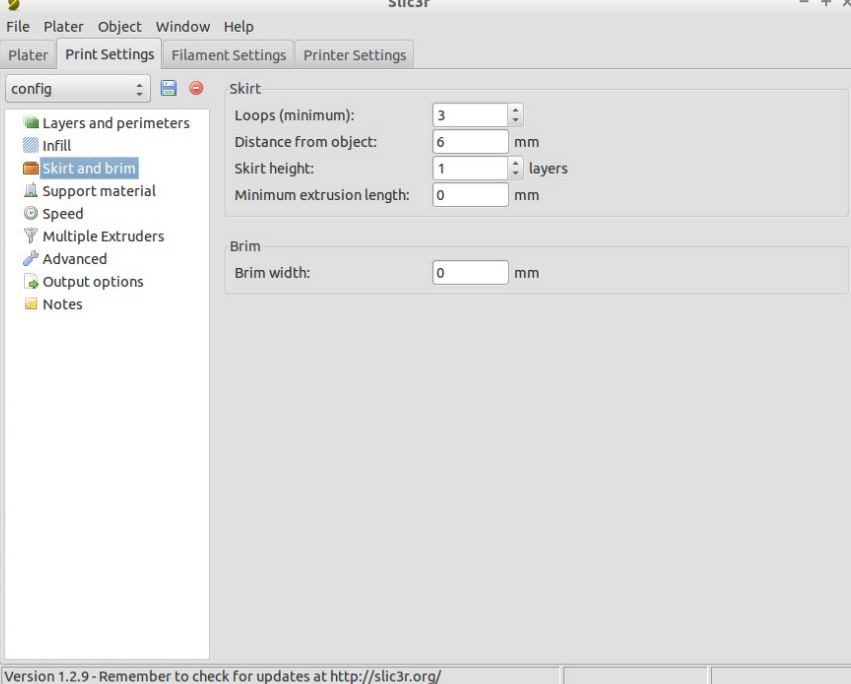 Slic3r
File Plater Object Window Help
Plater Print Settings Filament Settings Printer Settings
config
Layers and perimeters
Infill
Skirt and brim
Support material
Speed
Multiple Extruders
Advanced
Output options
Notes
Skirt
Loops (minimum): 3
Distance from object: 6 mm
Skirt height: 1 layers
Minimum extrusion length: 0 mm
Brim
Brim width: 0 mm
Version 1.2.9 - Remember to check for updates at http://slic3r.org/